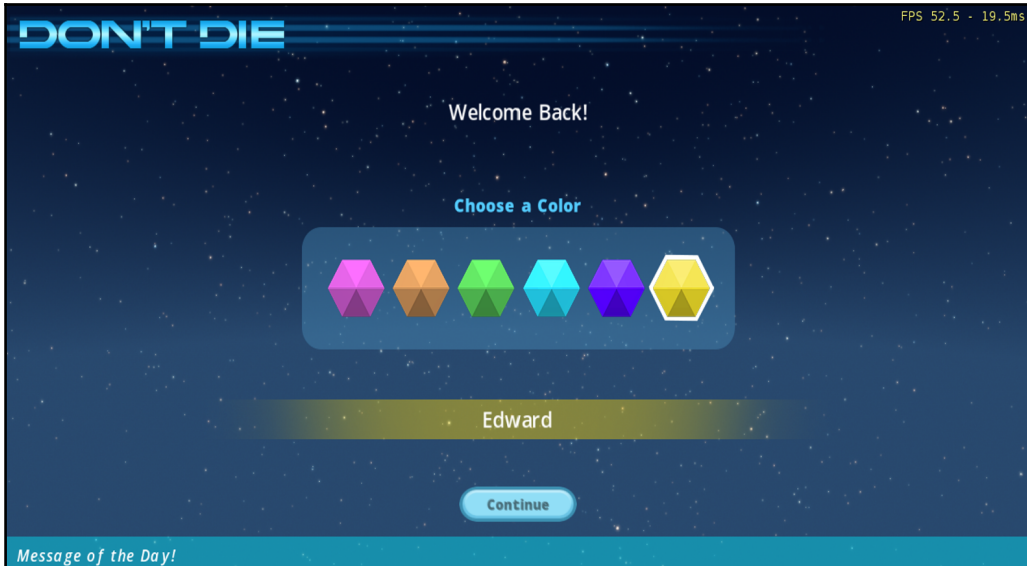 DON'T DIE
FPS 52.5 - 19.5ms
Welcome Back!
Choose a Color
Edward
Continue
Message of the Day!